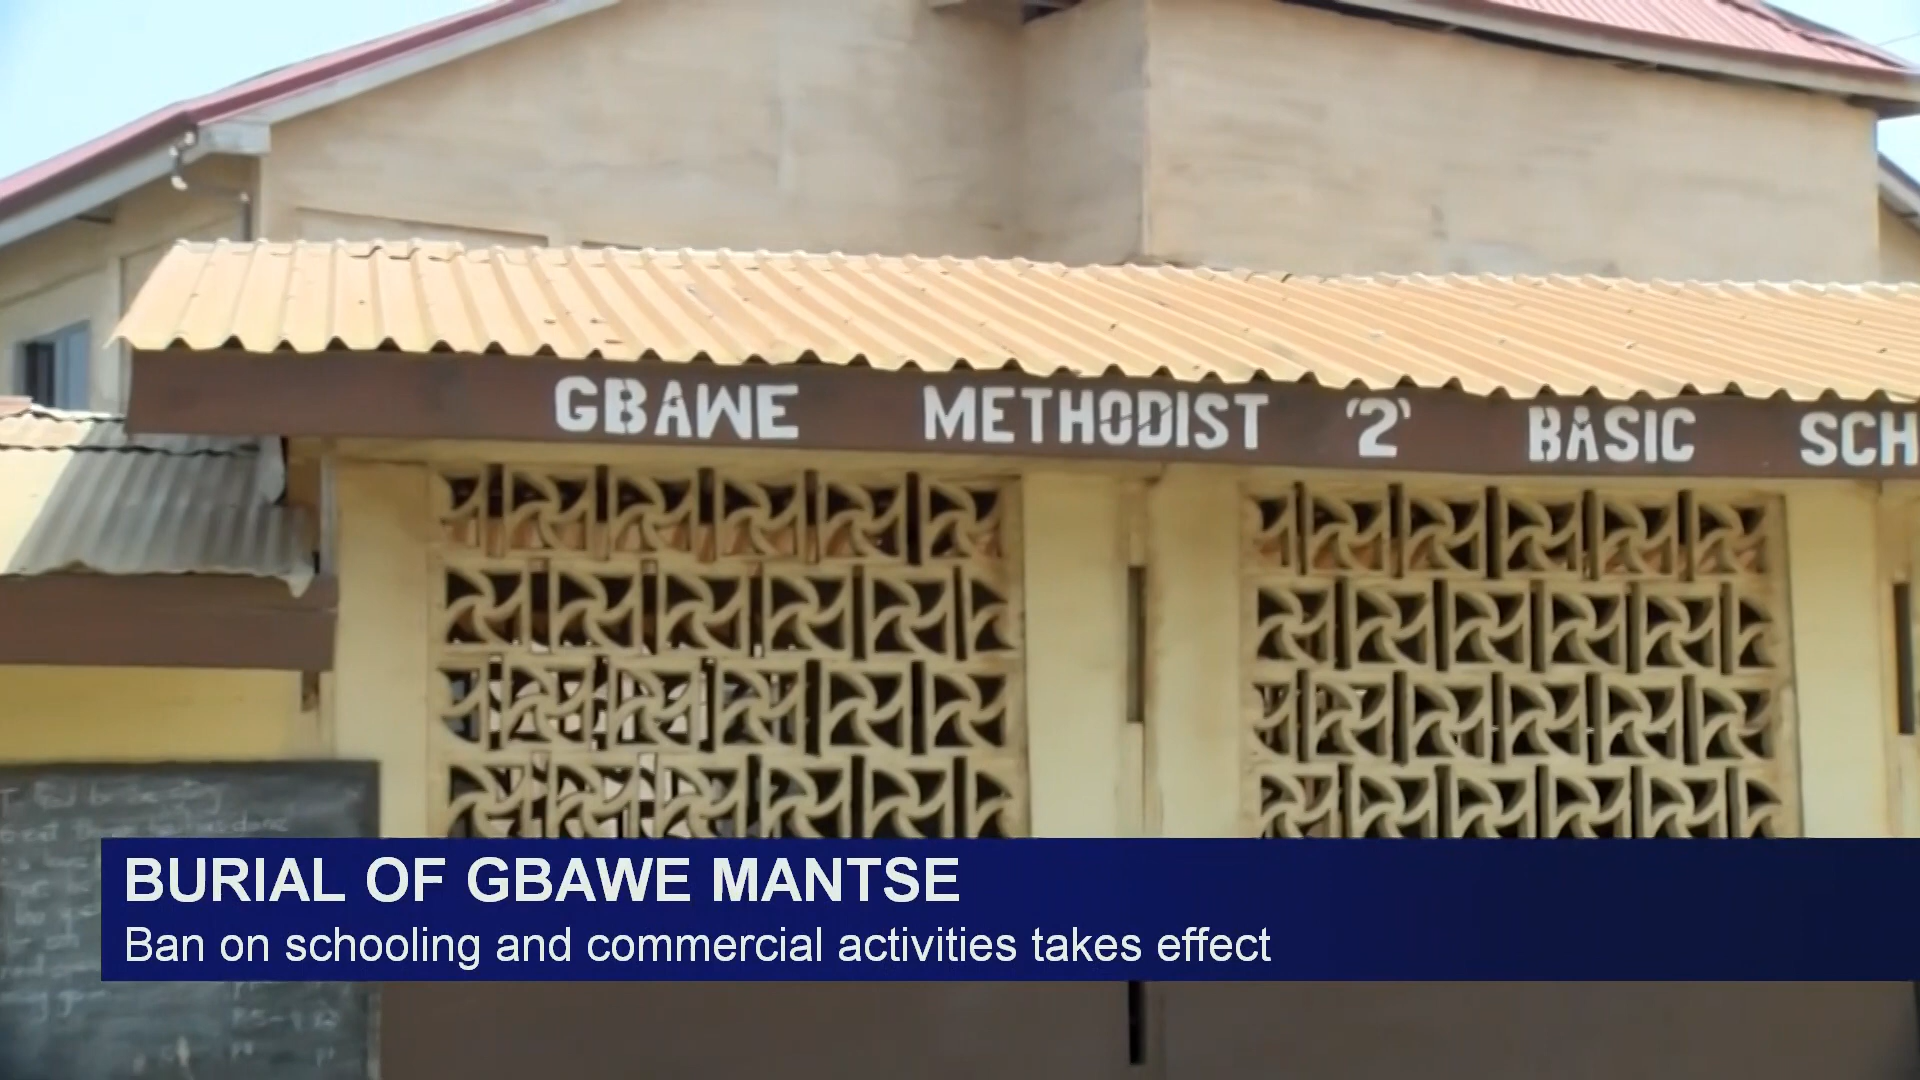 GBAWE METHODIST '2' BASIC SCH
BURIAL OF GBAWE MANTSE
Ban on schooling and commercial activities takes effect